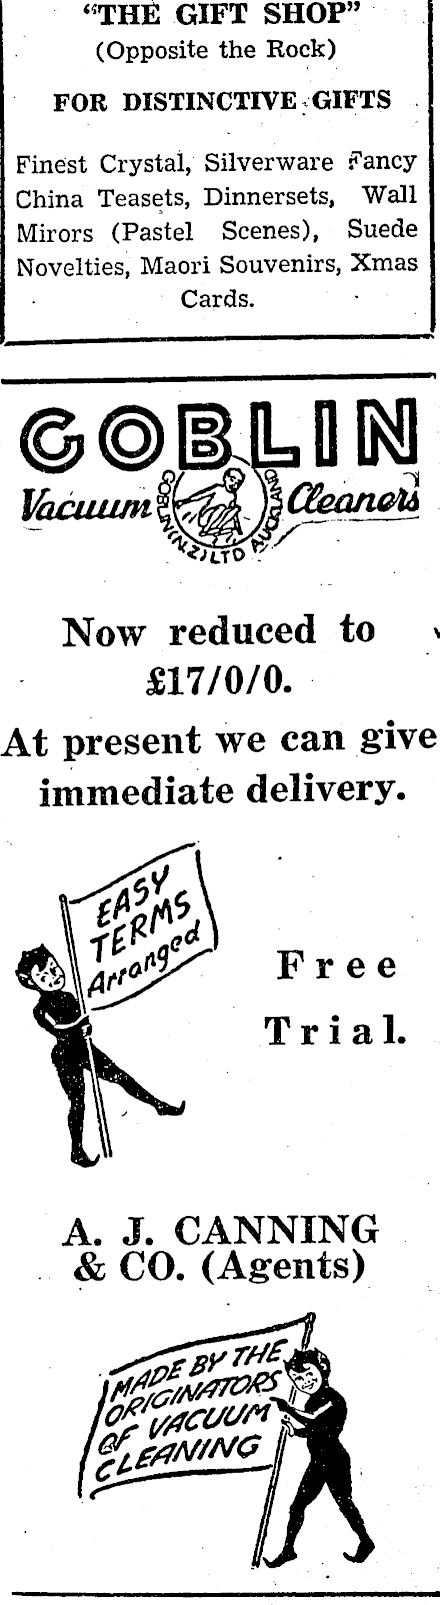 "THE GIFT SHOP"
(Opposite the Rock)
FOR DISTINCTIVE GIFTS
Finest Crystal, Silverware Fancy
China Teasets, Dinnersets, Wall
Mirors (Pastel Scenes), Suede
Novelties, Maori Souvenirs, Xmas
Cards.
GOBLIN
Vacuum Cleaners
GOBLIN (N.Z.) LTD AUCKLAND
Now reduced to
£17/0/0.
At present we can give
immediate delivery.
EASY
TERMS
Arranged
Free
Trial.
A. J. CANNING
& CO. (Agents)
MADE BY THE
ORIGINATORS
OF VACUUM
CLEANING